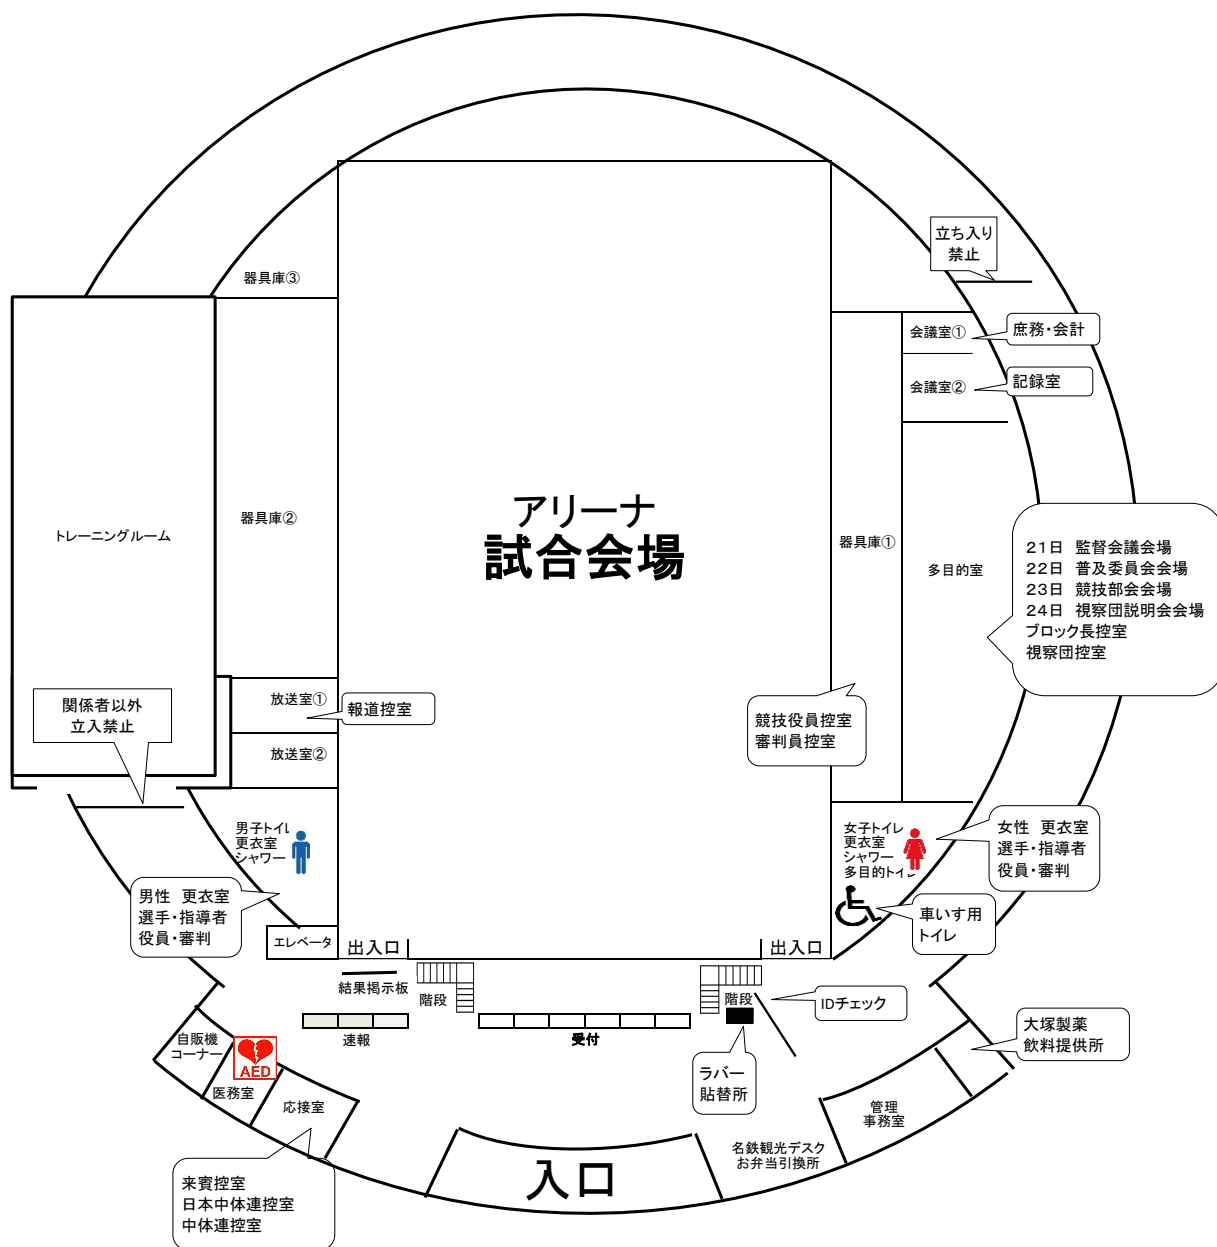 立ち入り
禁止
器具庫③
会議室①
庶務・会計
会議室②
記録室
アリーナ
試合会場
トレーニングルーム
器具庫②
器具庫①
多目的室
21日 監督会議会場
22日 普及委員会会場
23日 競技部会会場
24日 視察団説明会会場
ブロック長控室
視察団控室
関係者以外
立入禁止
放送室①
報道控室
放送室②
競技役員控室
審判員控室
男子トイレ
更衣室
シャワー
女子トイレ
更衣室
シャワー
多目的トイレ
女性 更衣室
選手・指導者
役員・審判
男性 更衣室
選手・指導者
役員・審判
車いす用
トイレ
エレベータ
出入口
出入口
結果掲示板
階段
階段
IDチェック
速報
受付
自販機
コーナー
AED
医務室
応接室
ラバー
貼替所
大塚製薬
飲料提供所
管理
事務室
名鉄観光デスク
お弁当引換所
入口
来賓控室
日本中体連控室
中体連控室